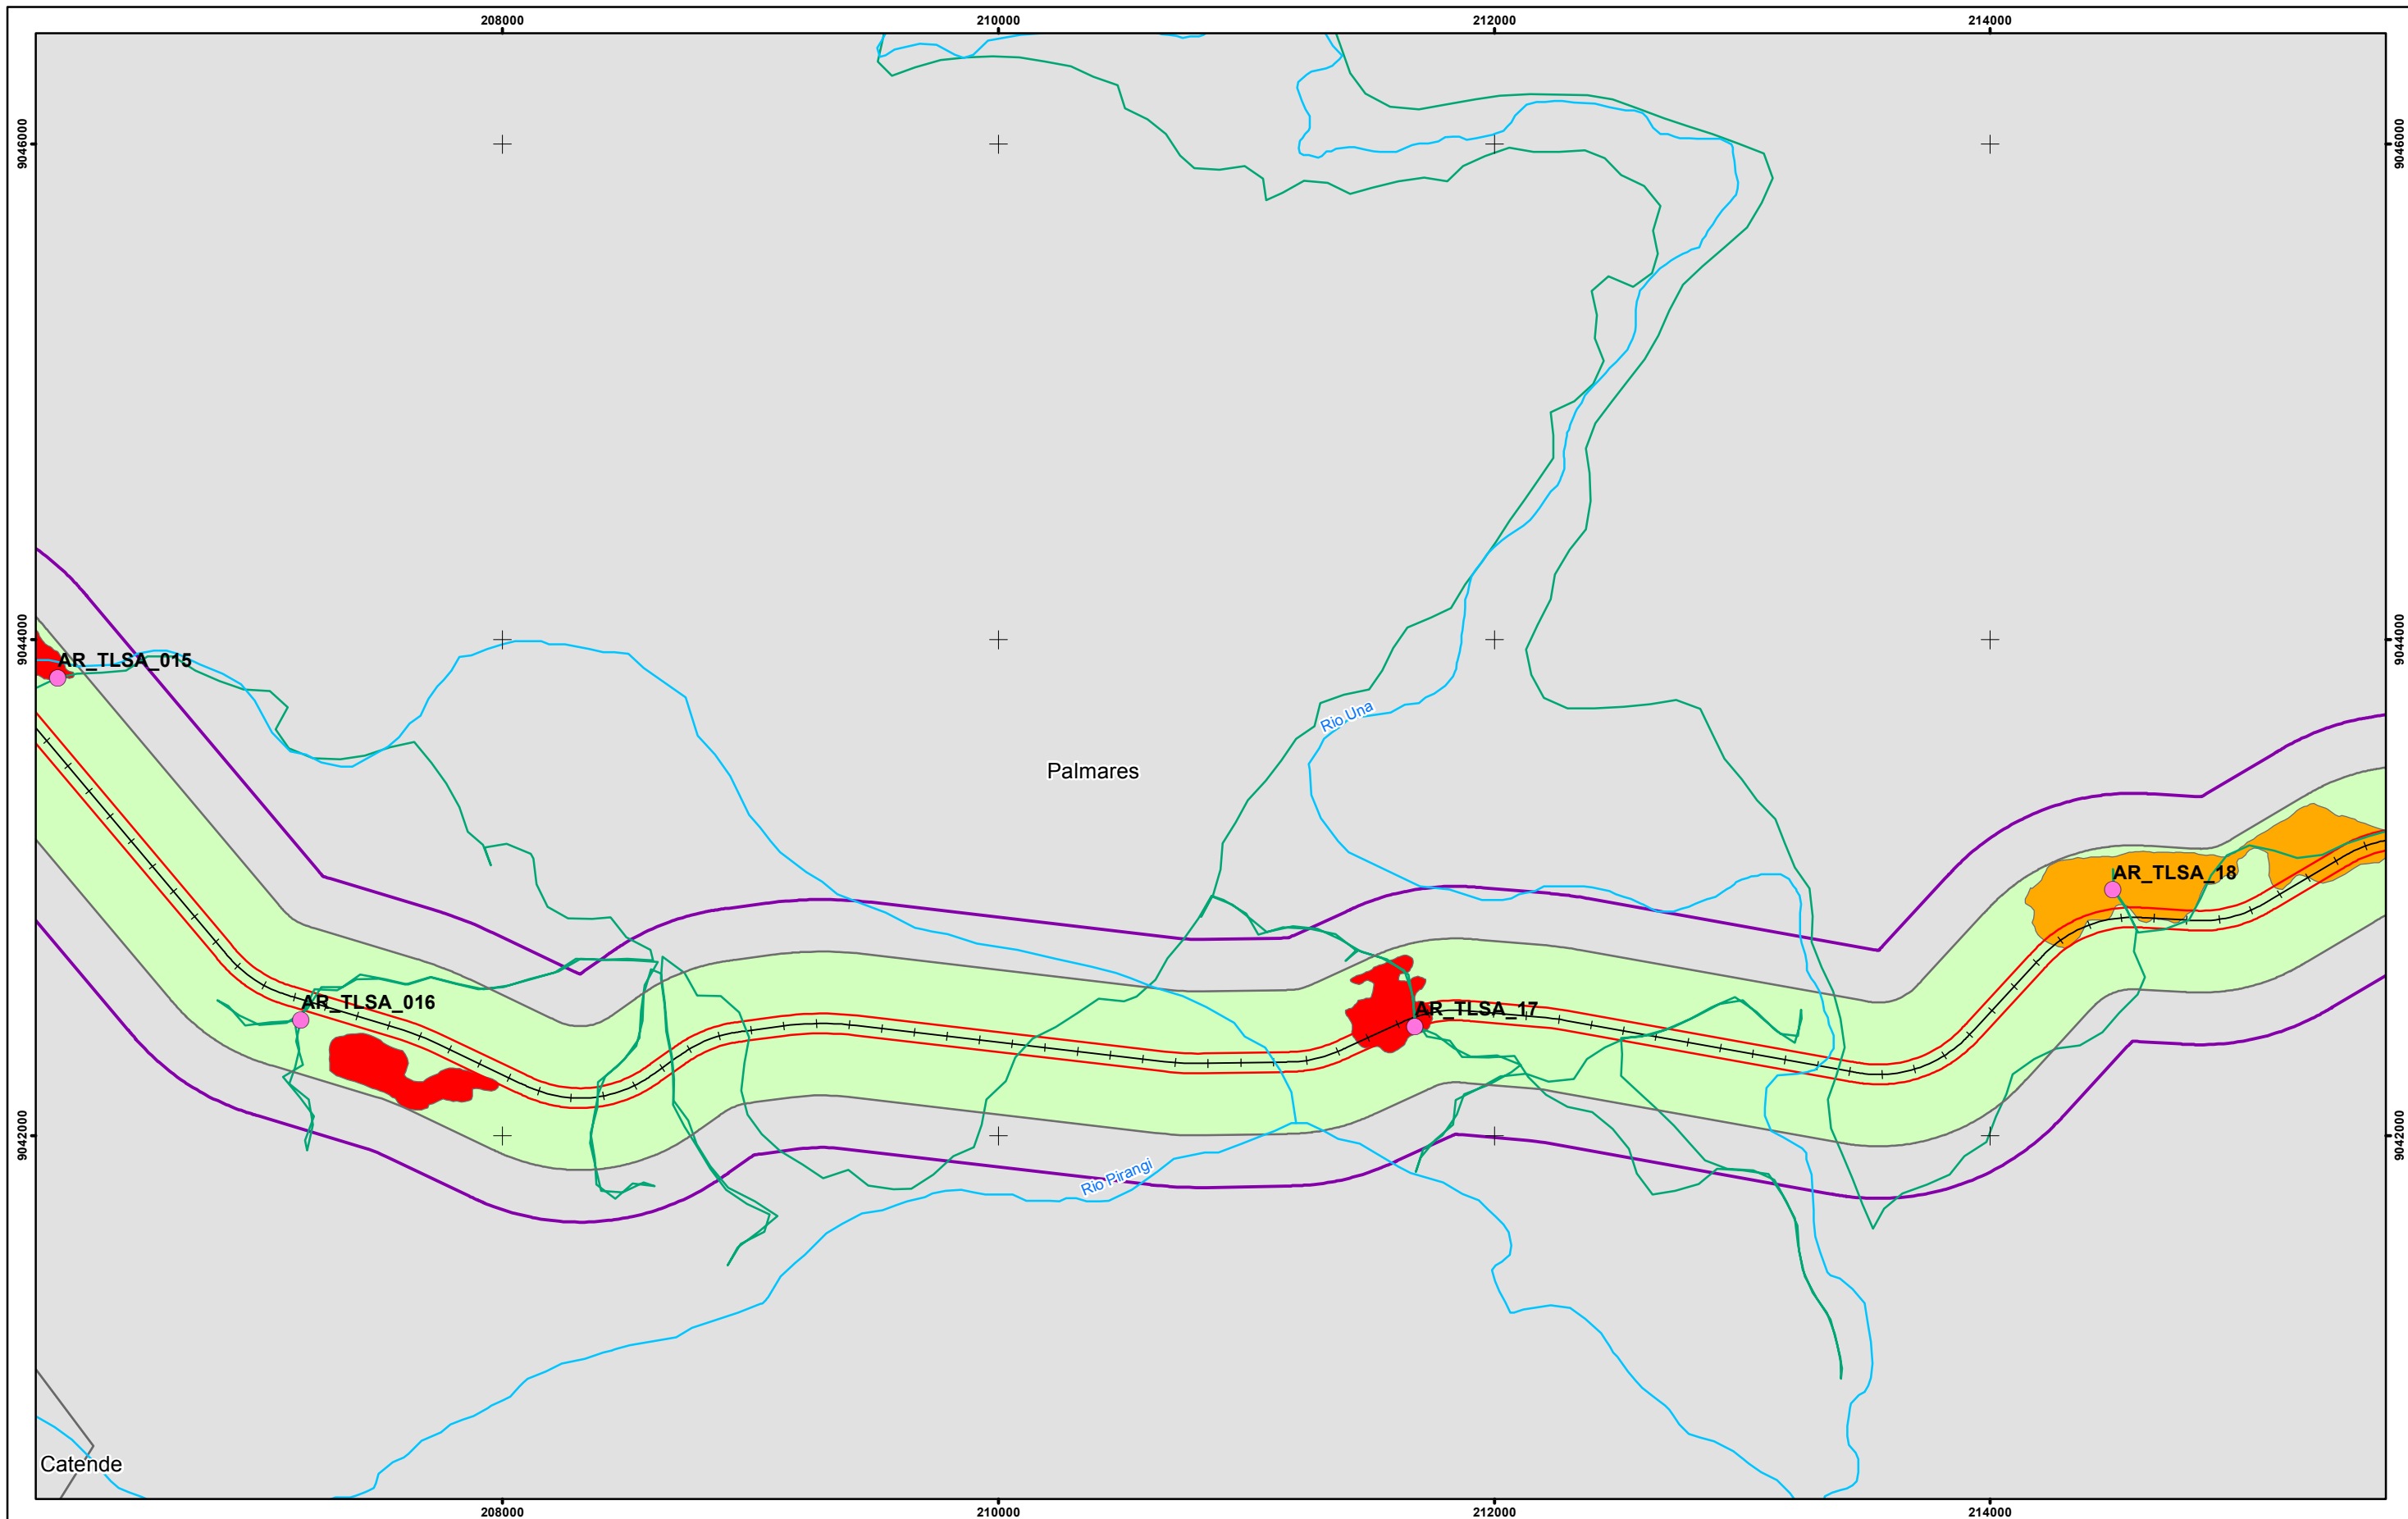 208000 210000 212000 214000
9046000 9046000
9044000 9044000
AR_TLSA_015
Rio Una
Palmares
AR_TLSA_18
AR_TLSA_016
AR_TLSA_17
9042000 9042000
Rio Pirangi
Catende
208000 210000 212000 214000